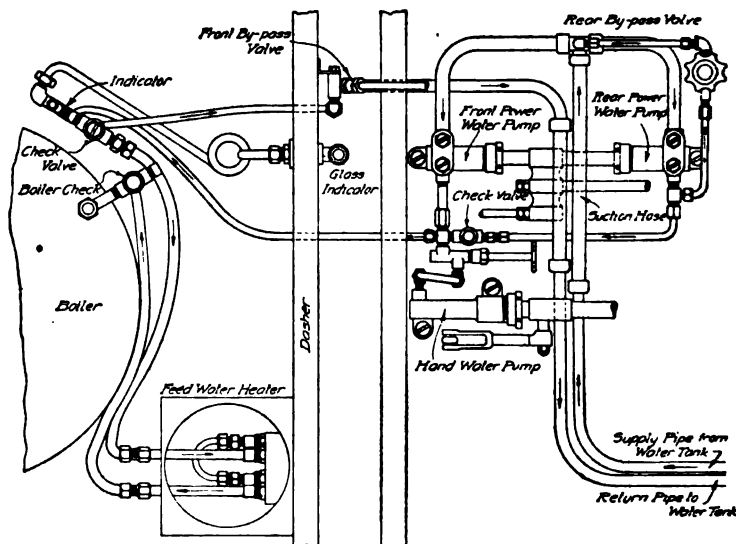 Front By-pass
Valve
Rear By-pass Valve
Indicator
Front Power
Water Pump
Rear Power
Water Pump
Check
Valve
Boiler Check
Glass
Indicator
Check Valve
Suction Hose
Boiler
Dasher
Hand Water Pump
Feed Water Heater
Supply Pipe from
Water Tank
Return Pipe to
Water Tank